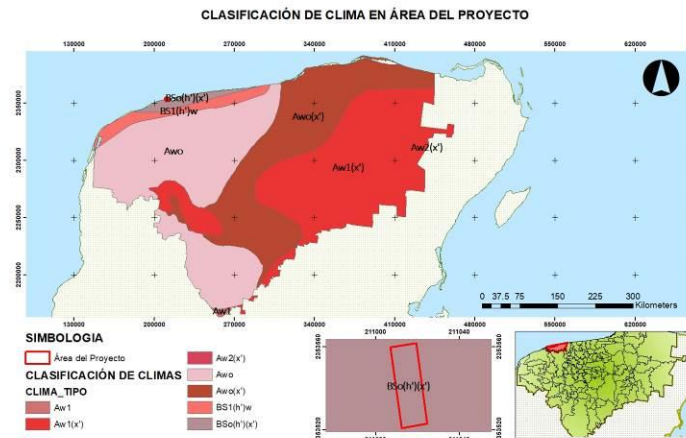 CLASIFICACIÓN DE CLIMA EN ÁREA DEL PROYECTO
130000 200000 270000 340000 410000 480000 550000 620000
2350000
2300000
2250000
2200000
BSo(h')(x')
BS1(h')w
Awo
Awo(x')
Aw1(x')
Aw2(x')
Aw1
0 37.5 75 150 225 300
Kilometers
130000 200000 270000 340000 410000 480000 550000 620000
SIMBOLOGIA
Área del Proyecto
CLASIFICACIÓN DE CLIMAS
CLIMA_TIPO
Aw1
Aw1(x')
Aw2(x')
Awo
Awo(x')
BS1(h')w
BSo(h')(x')
211000 211040
BSo(h')(x')